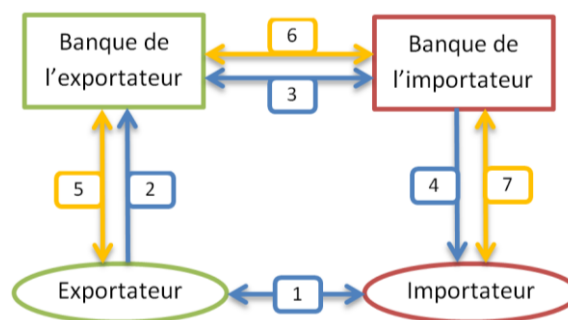 Banque de
l'exportateur
6
3
Banque de
l'importateur
5
2
4
7
Exportateur
1
Importateur